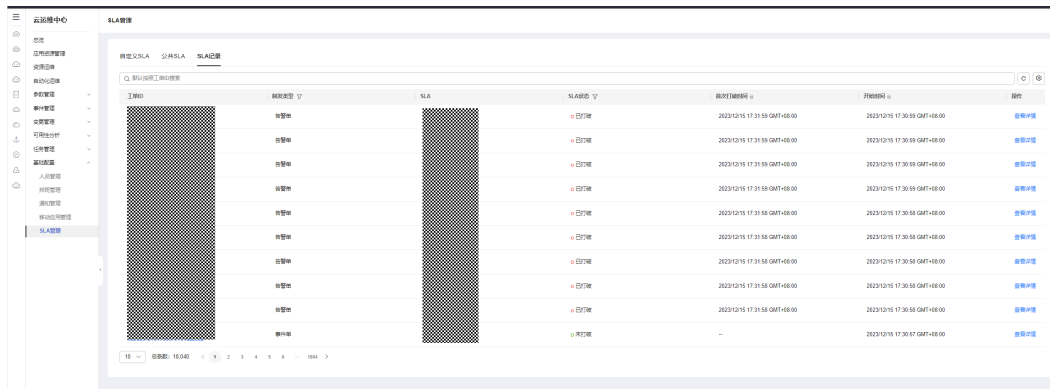 云运维中心
SLA管理
总览
应用资源管理
资源运维
自动化运维
参数管理
事件管理
变更管理
可用性分析
任务管理
基础配置
人员管理
排班管理
通知管理
移动应用管理
SLA管理
自定义SLA 公共SLA SLA记录
默认按照工单ID搜索
工单ID 触发类型 SLA SLA状态 首次打破时间 开始时间 操作
告警单 已打破 2023/12/15 17:31:59 GMT+08:00 2023/12/15 17:30:59 GMT+08:00 查看详情
告警单 已打破 2023/12/15 17:31:59 GMT+08:00 2023/12/15 17:30:59 GMT+08:00 查看详情
告警单 已打破 2023/12/15 17:31:59 GMT+08:00 2023/12/15 17:30:59 GMT+08:00 查看详情
告警单 已打破 2023/12/15 17:31:59 GMT+08:00 2023/12/15 17:30:59 GMT+08:00 查看详情
告警单 已打破 2023/12/15 17:31:58 GMT+08:00 2023/12/15 17:30:58 GMT+08:00 查看详情
告警单 已打破 2023/12/15 17:31:58 GMT+08:00 2023/12/15 17:30:58 GMT+08:00 查看详情
告警单 已打破 2023/12/15 17:31:58 GMT+08:00 2023/12/15 17:30:58 GMT+08:00 查看详情
告警单 已打破 2023/12/15 17:31:58 GMT+08:00 2023/12/15 17:30:58 GMT+08:00 查看详情
告警单 已打破 2023/12/15 17:31:58 GMT+08:00 2023/12/15 17:30:58 GMT+08:00 查看详情
事件单 未打破 -- 2023/12/15 17:30:57 GMT+08:00 查看详情
10 总条数: 18,040 1 2 3 4 5 6 ... 1804